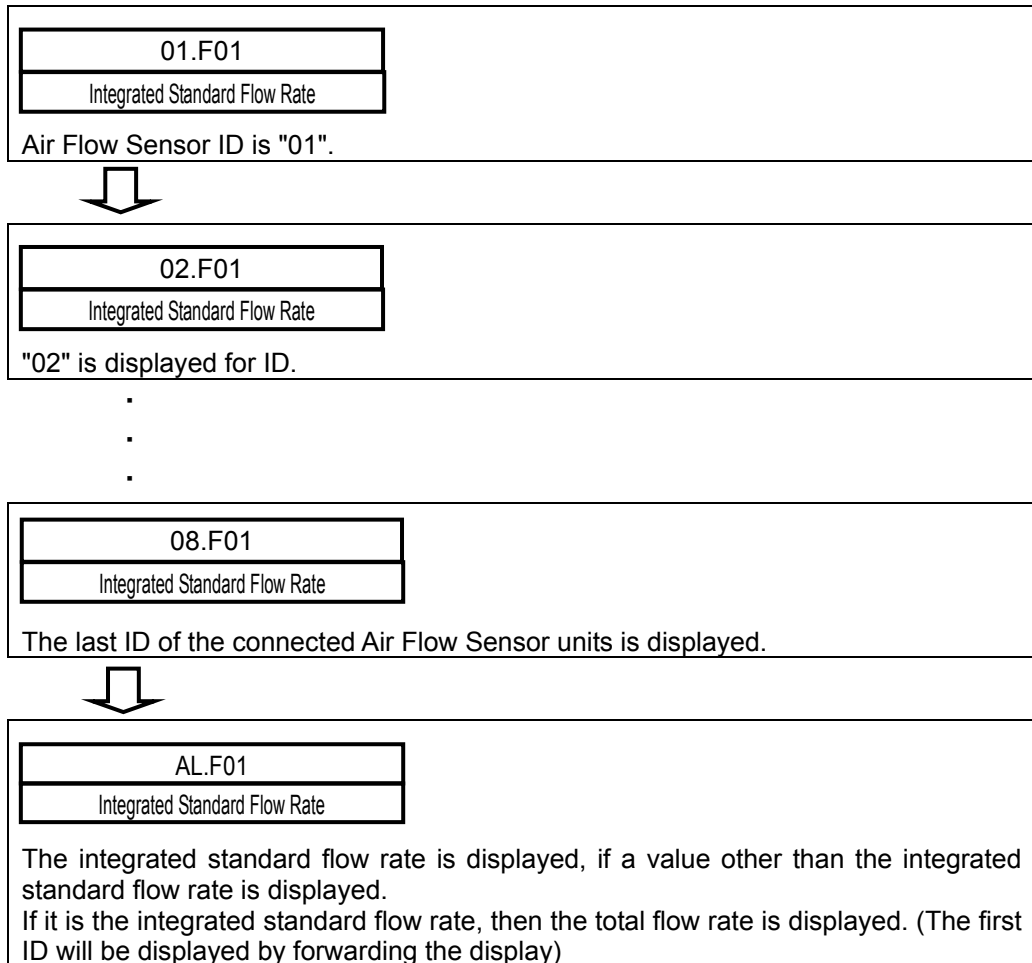 01.F01
Integrated Standard Flow Rate
Air Flow Sensor ID is "01".
02.F01
Integrated Standard Flow Rate
"02" is displayed for ID.
.
.
.
08.F01
Integrated Standard Flow Rate
The last ID of the connected Air Flow Sensor units is displayed.
AL.F01
Integrated Standard Flow Rate
The integrated standard flow rate is displayed, if a value other than the integrated
standard flow rate is displayed.
If it is the integrated standard flow rate, then the total flow rate is displayed. (The first
ID will be displayed by forwarding the display)